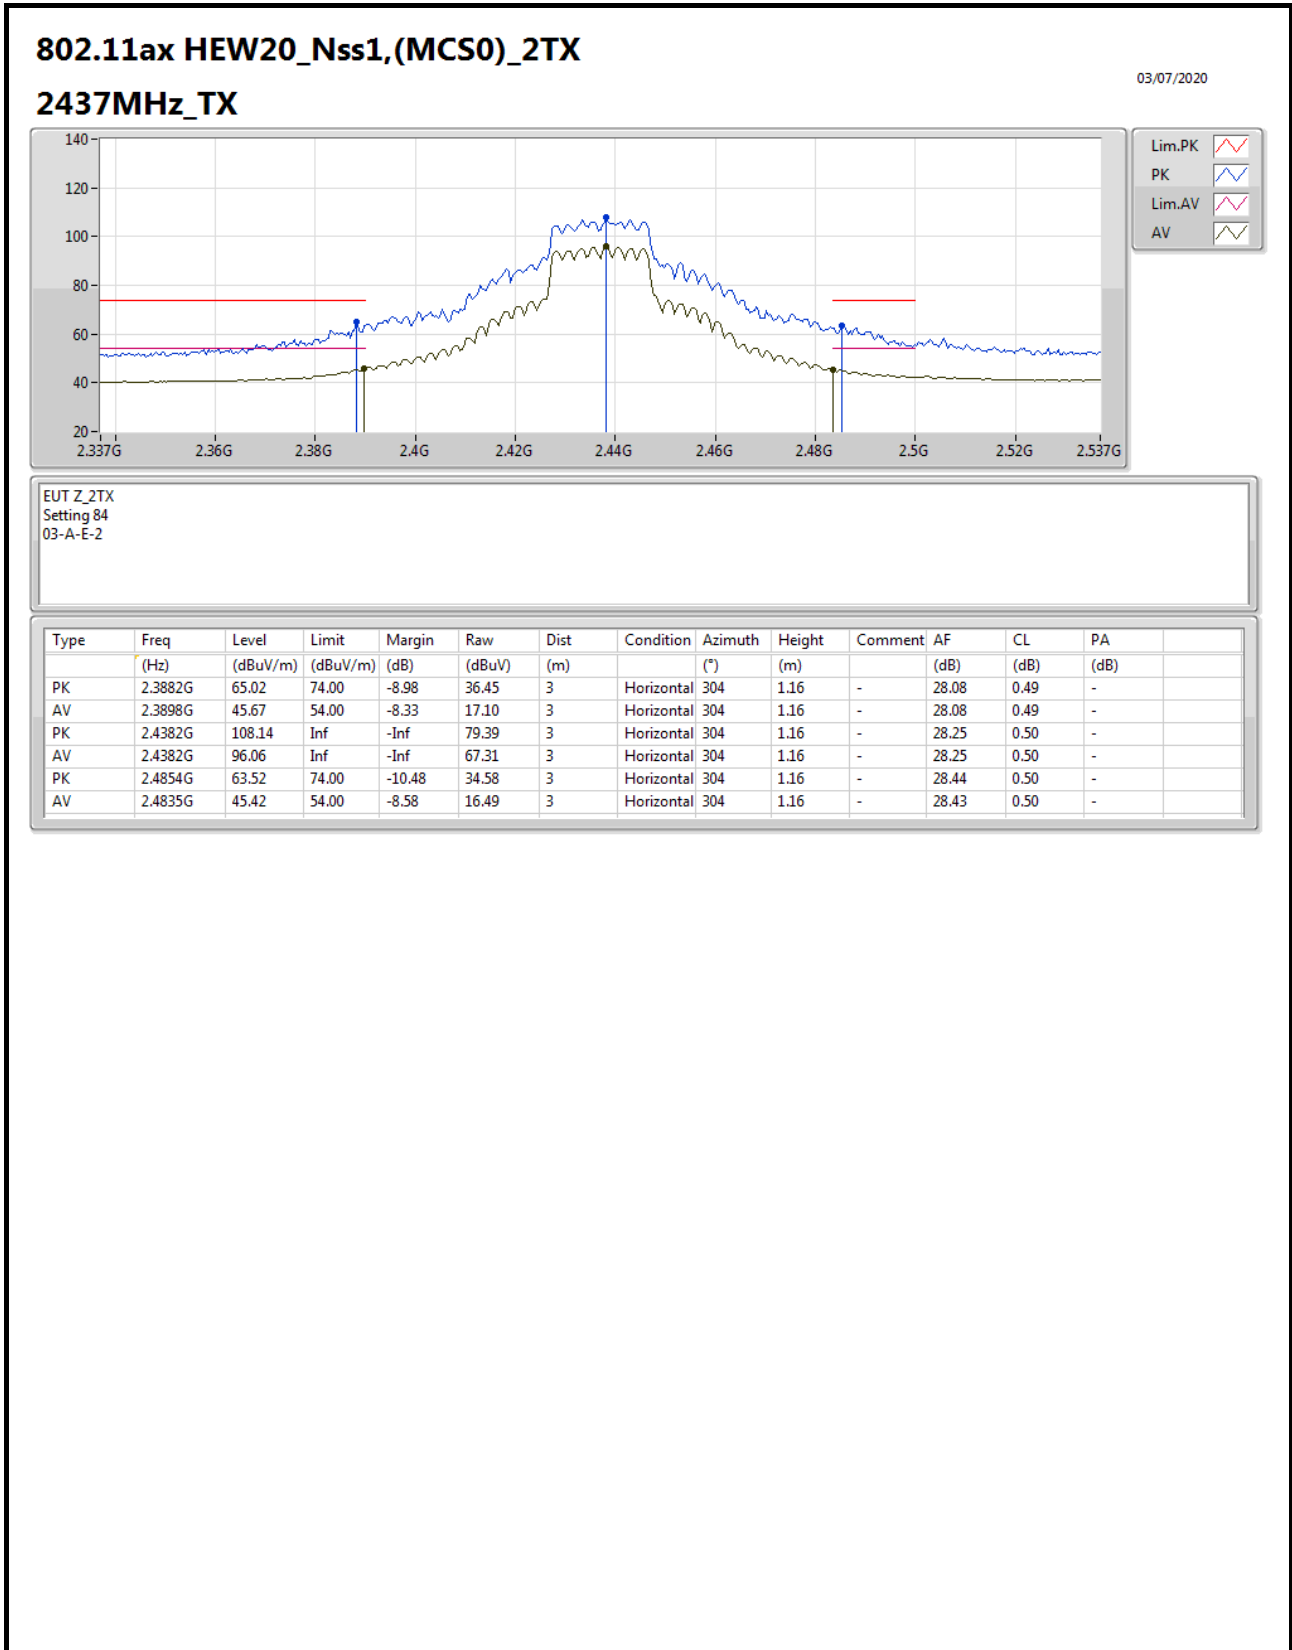 802.11ax HEW20_Nss1,(MCS0)_2TX
03/07/2020
2437MHz_TX
140
120
100
80
60
40
20
2.337G 2.36G 2.38G 2.4G 2.42G 2.44G 2.46G 2.48G 2.5G 2.52G 2.537G
Lim.PK
PK
Lim.AV
AV
EUT Z_2TX
Setting 84
03-A-E-2
Type Freq Level Limit Margin Raw Dist Condition Azimuth Height Comment AF CL PA
(Hz) (dBuV/m) (dBuV/m) (dB) (dBuV) (m) (°) (m) (dB) (dB) (dB)
PK 2.3882G 65.02 74.00 -8.98 36.45 3 Horizontal 304 1.16 - 28.08 0.49 -
AV 2.3898G 45.67 54.00 -8.33 17.10 3 Horizontal 304 1.16 - 28.08 0.49 -
PK 2.4382G 108.14 Inf -Inf 79.39 3 Horizontal 304 1.16 - 28.25 0.50 -
AV 2.4382G 96.06 Inf -Inf 67.31 3 Horizontal 304 1.16 - 28.25 0.50 -
PK 2.4854G 63.52 74.00 -10.48 34.58 3 Horizontal 304 1.16 - 28.44 0.50 -
AV 2.4835G 45.42 54.00 -8.58 16.49 3 Horizontal 304 1.16 - 28.43 0.50 -